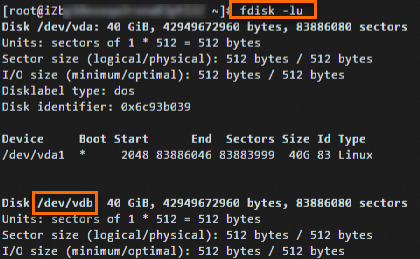 [root@iZb ~]# fdisk -lu
Disk /dev/vda: 40 GiB, 42949672960 bytes, 83886080 sectors
Units: sectors of 1 * 512 = 512 bytes
Sector size (logical/physical): 512 bytes / 512 bytes
I/O size (minimum/optimal): 512 bytes / 512 bytes
Disklabel type: dos
Disk identifier: 0x6c93b039
Device Boot Start End Sectors Size Id Type
/dev/vda1 * 2048 83886046 83883999 40G 83 Linux
Disk /dev/vdb 40 GiB, 42949672960 bytes, 83886080 sectors
Units: sectors of 1 * 512 = 512 bytes
Sector size (logical/physical): 512 bytes / 512 bytes
I/O size (minimum/optimal): 512 bytes / 512 bytes